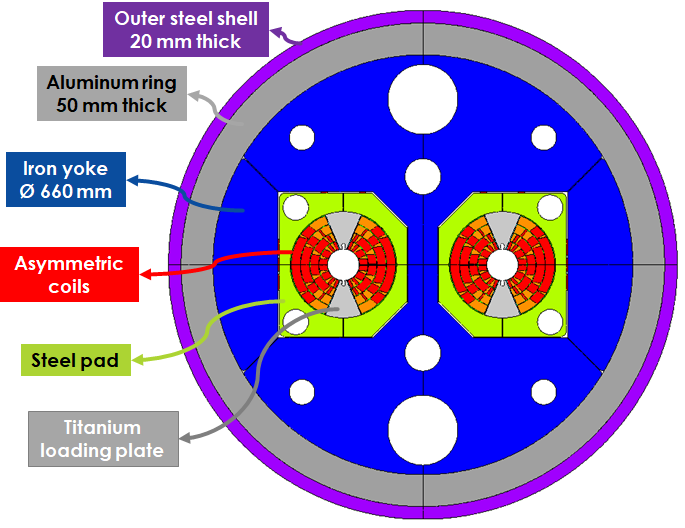 Outer steel shell
20 mm thick
Aluminum ring
50 mm thick
Iron yoke
Ø 660 mm
Asymmetric
coils
Steel pad
Titanium
loading plate